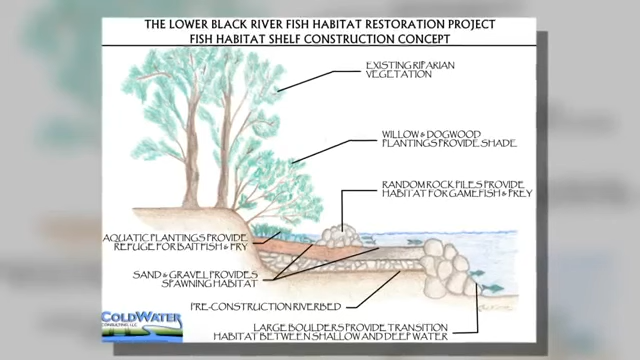 THE LOWER BLACK RIVER FISH HABITAT RESTORATION PROJECT
FISH HABITAT SHELF CONSTRUCTION CONCEPT
EXISTING RIPARIAN
VEGETATION
WILLOW & DOGWOOD
PLANTINGS PROVIDE SHADE
RANDOM ROCK PILES PROVIDE
HABITAT FOR GAMEFISH & PREY
AQUATIC PLANTINGS PROVIDE
REFUGE FOR BAITFISH & FRY
SAND & GRAVEL PROVIDES
SPAWNING HABITAT
PRE-CONSTRUCTION RIVERBED
LARGE BOULDERS PROVIDE TRANSITION
HABITAT BETWEEN SHALLOW AND DEEP WATER
COLDWATER
CONSULTING, LLC